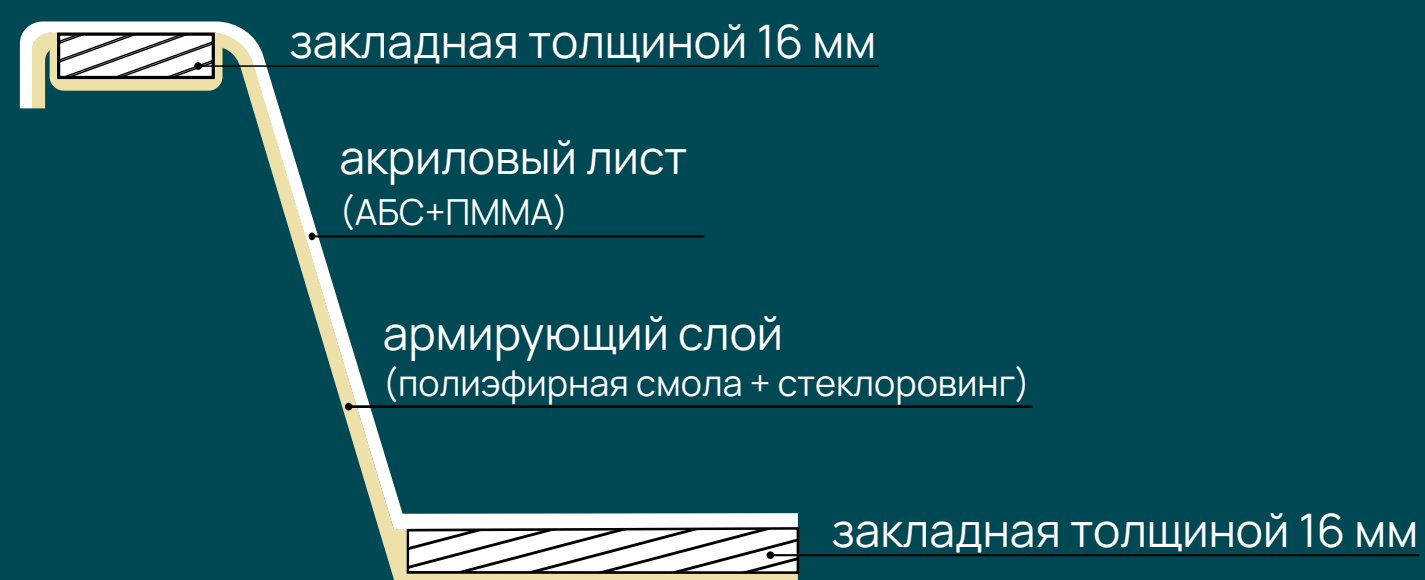 закладная толщиной 16 мм
акриловый лист
(АБС+ПММА)
армирующий слой
(полиэфирная смола + стеклоровинг)
закладная толщиной 16 мм